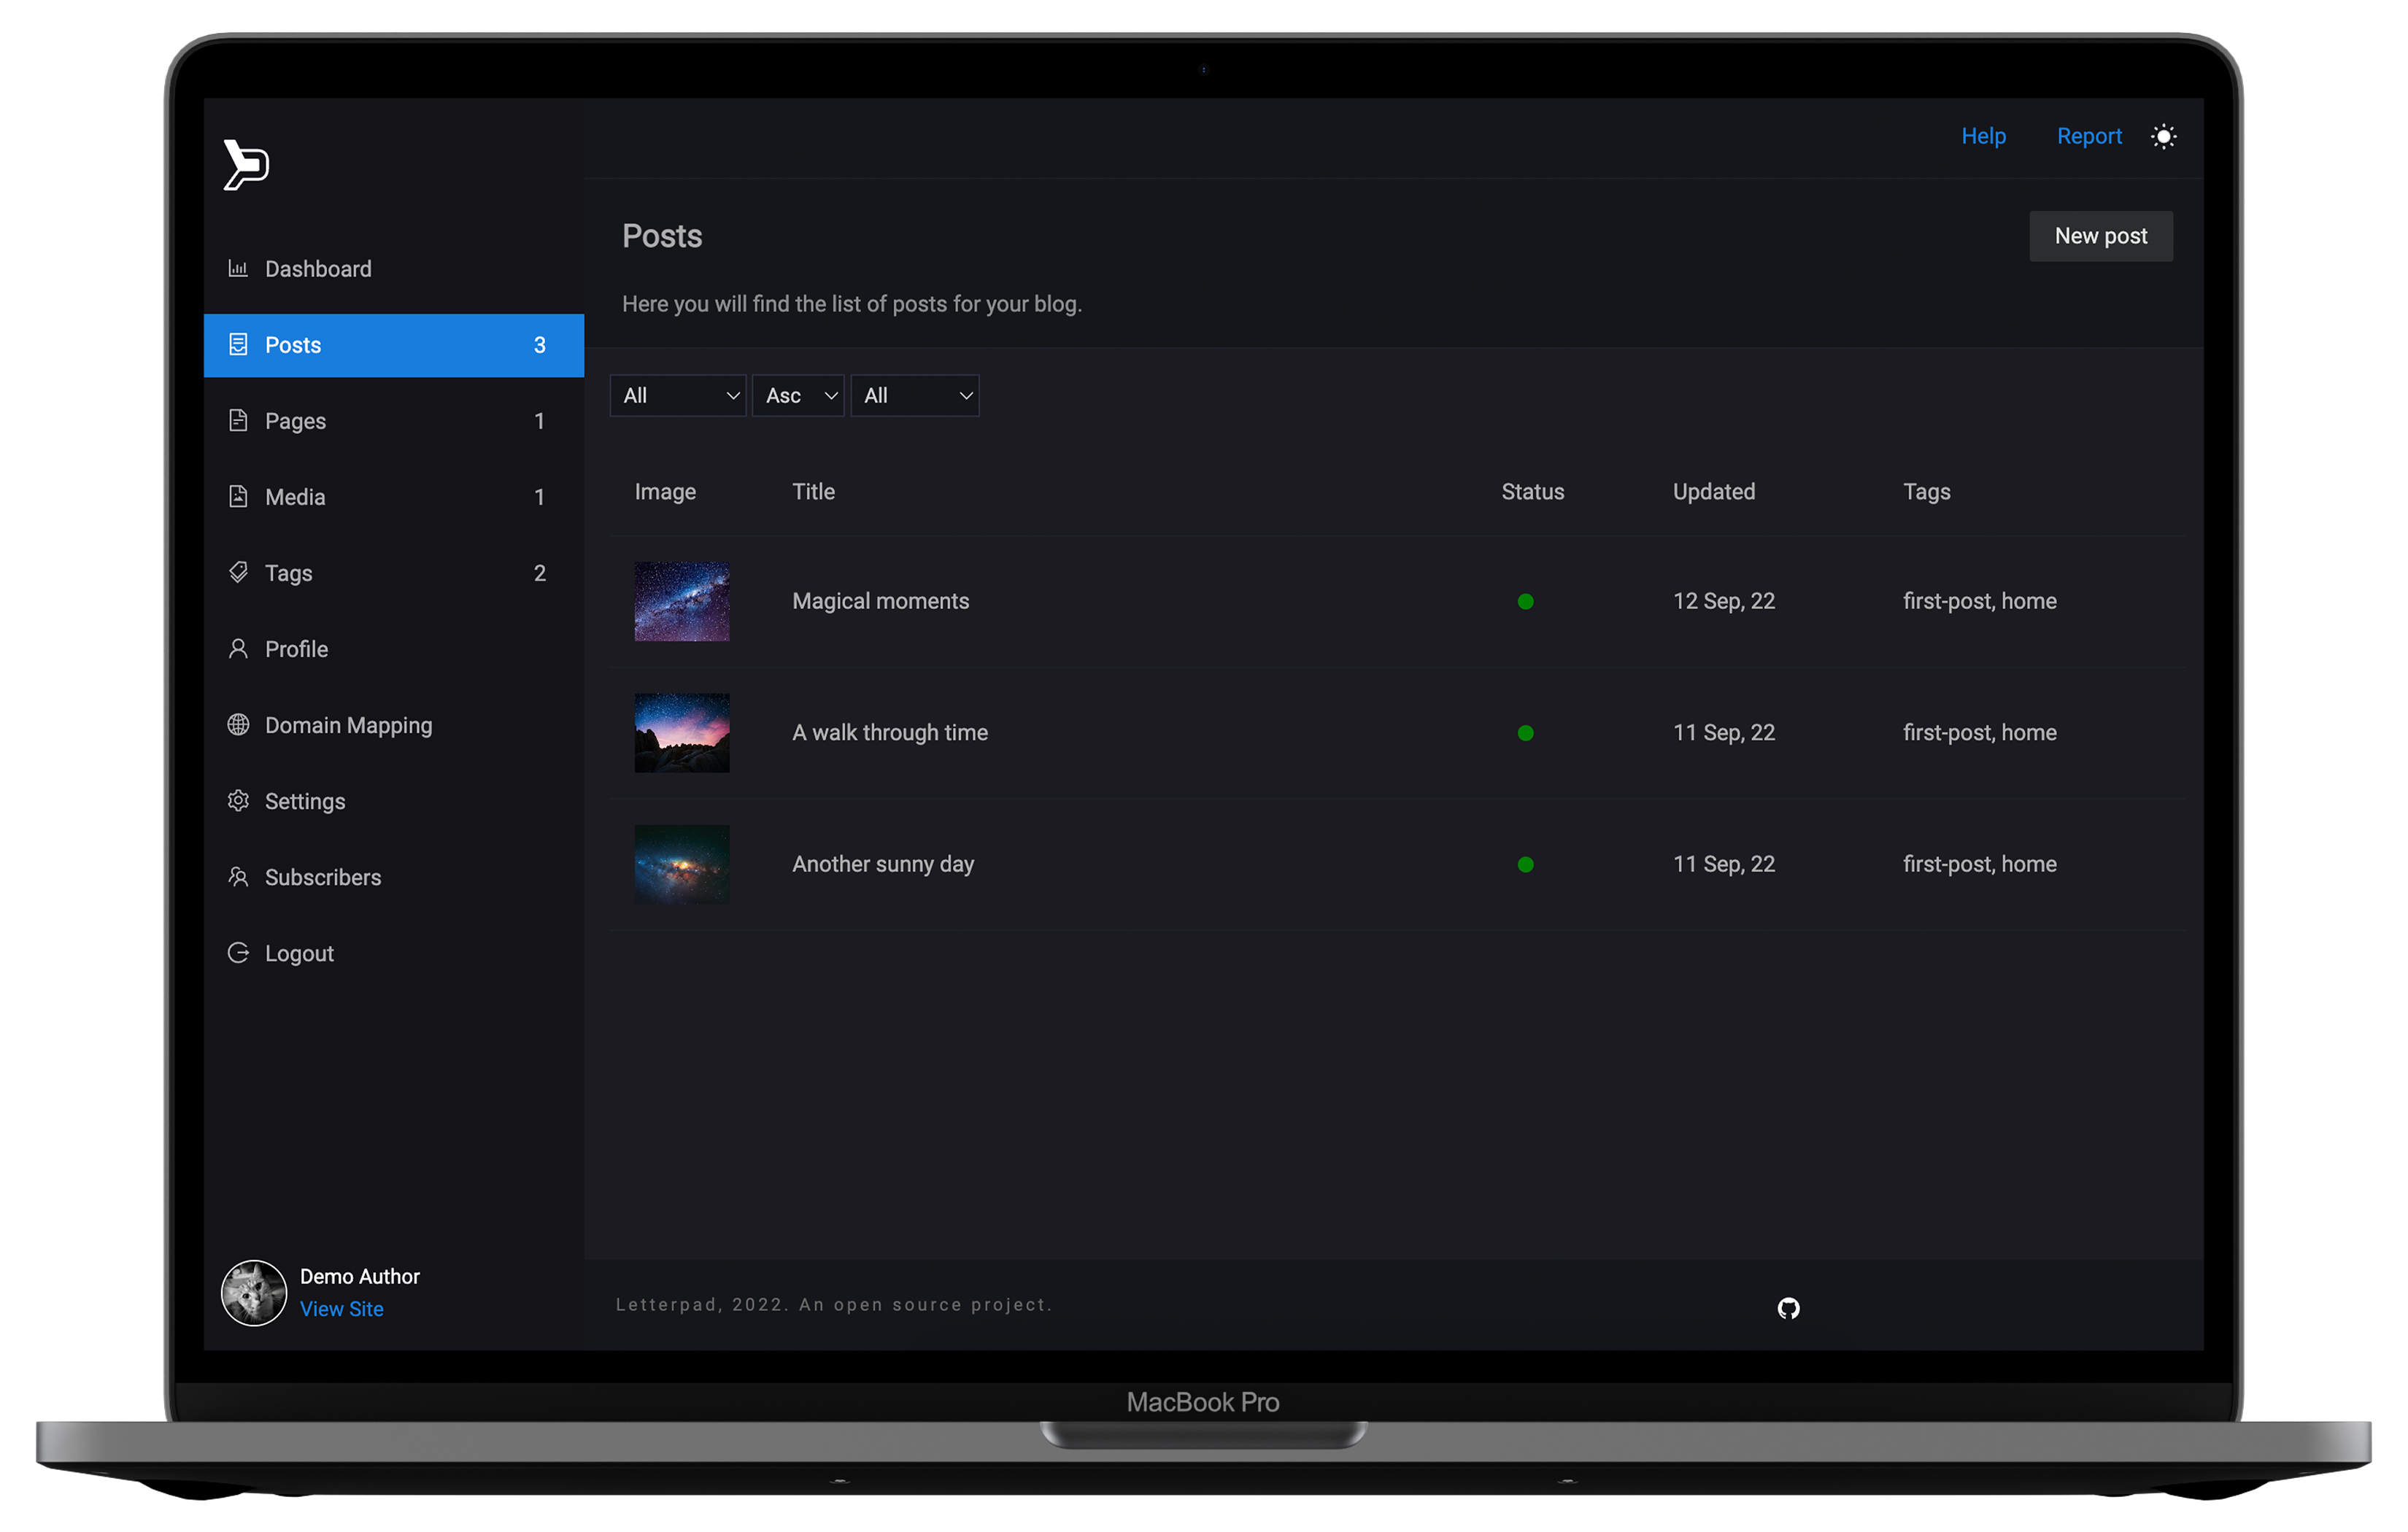 Help Report
Dashboard
Posts 3
Pages 1
Media 1
Tags 2
Profile
Domain Mapping
Settings
Subscribers
Logout
Demo Author
View Site
Posts
New post
Here you will find the list of posts for your blog.
All Asc All
Image Title Status Updated Tags
Magical moments 12 Sep, 22 first-post, home
A walk through time 11 Sep, 22 first-post, home
Another sunny day 11 Sep, 22 first-post, home
Letterpad, 2022. An open source project.
MacBook Pro